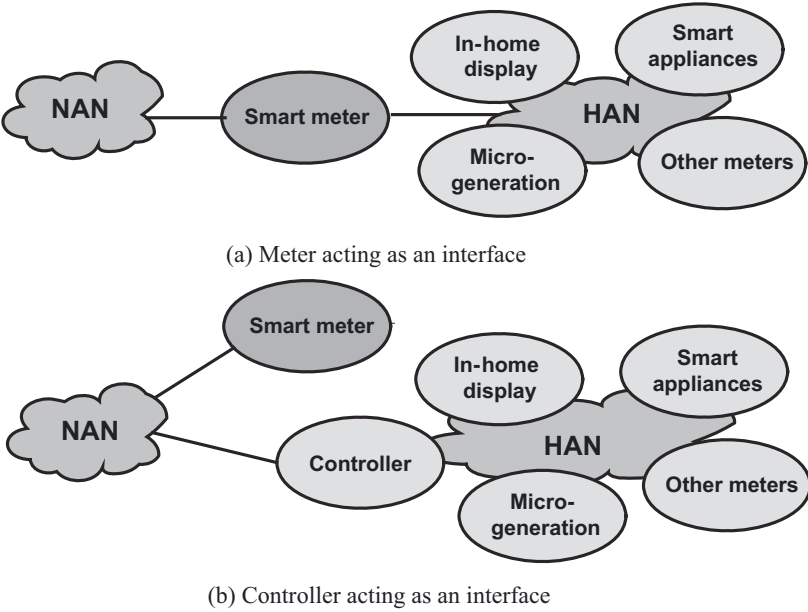 In-home
display
Smart
appliances
NAN
Smart meter
HAN
Micro-
generation
Other meters
(a) Meter acting as an interface
Smart meter
In-home
display
Smart
appliances
NAN
HAN
Controller
Other meters
Micro-
generation
(b) Controller acting as an interface